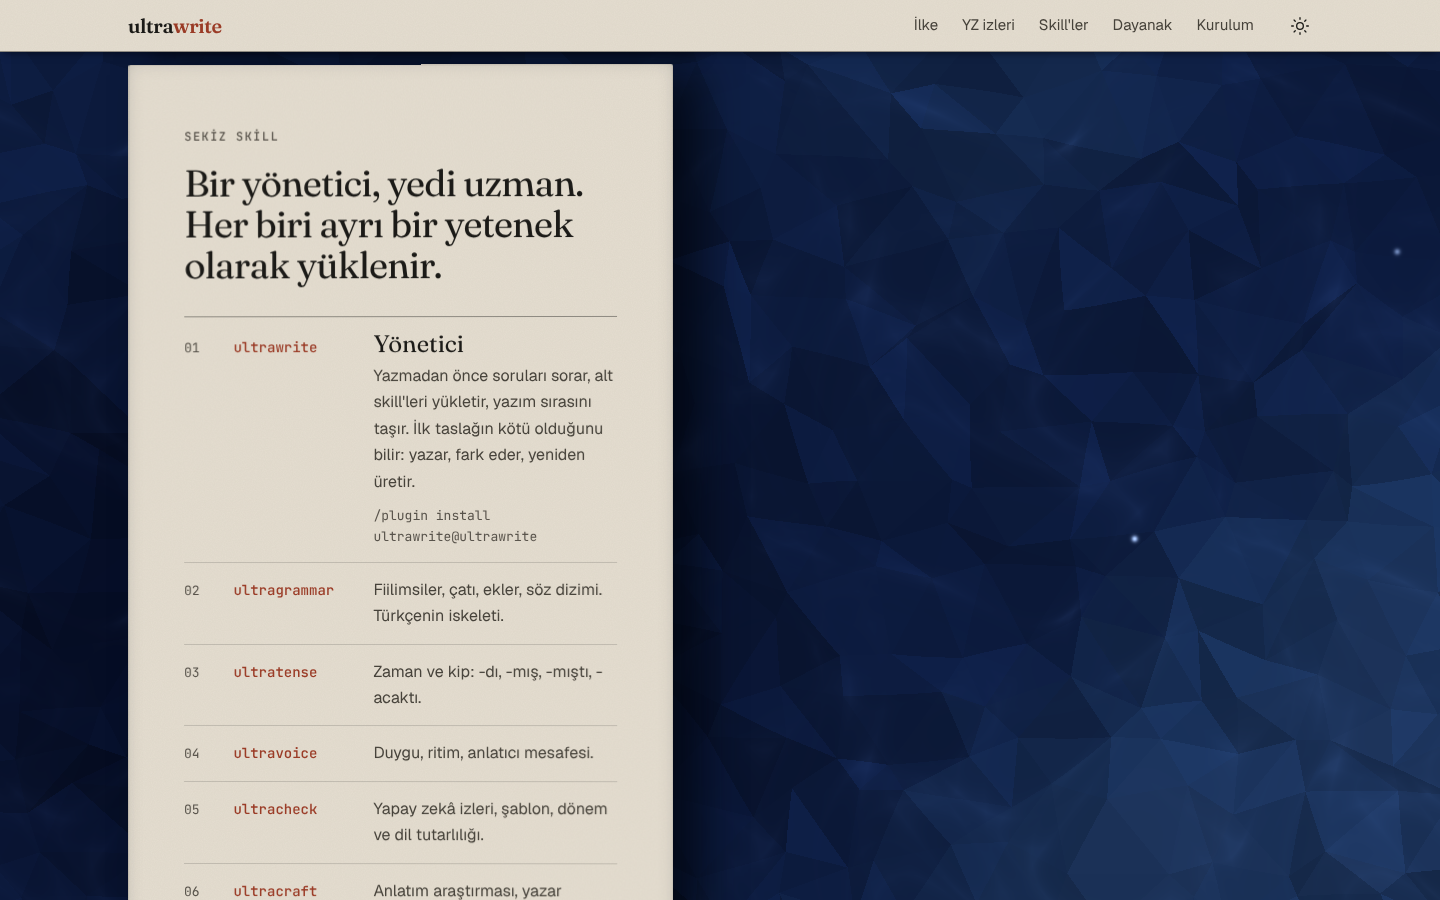 ultrawrite
İlke YZ izleri Skill'ler Dayanak Kurulum
SEKİZ SKİLL
Bir yönetici, yedi uzman.
Her biri ayrı bir yetenek
olarak yüklenir.
01 ultrawrite Yönetici
Yazmadan önce soruları sorar, alt
skill'leri yükletir, yazım sırasını
taşır. İlk taslağın kötü olduğunu
bilir: yazar, fark eder, yeniden
üretir.
/plugin install
ultrawrite@ultrawrite
02 ultragrammar Fiilimsiler, çatı, ekler, söz dizimi.
Türkçenin iskeleti.
03 ultratense Zaman ve kip: -dı, -mış, -mıştı, -
acaktı.
04 ultravoice Duygu, ritim, anlatıcı mesafesi.
05 ultracheck Yapay zekâ izleri, şablon, dönem
ve dil tutarlılığı.
06 ultracraft Anlatım araştırması, yazar